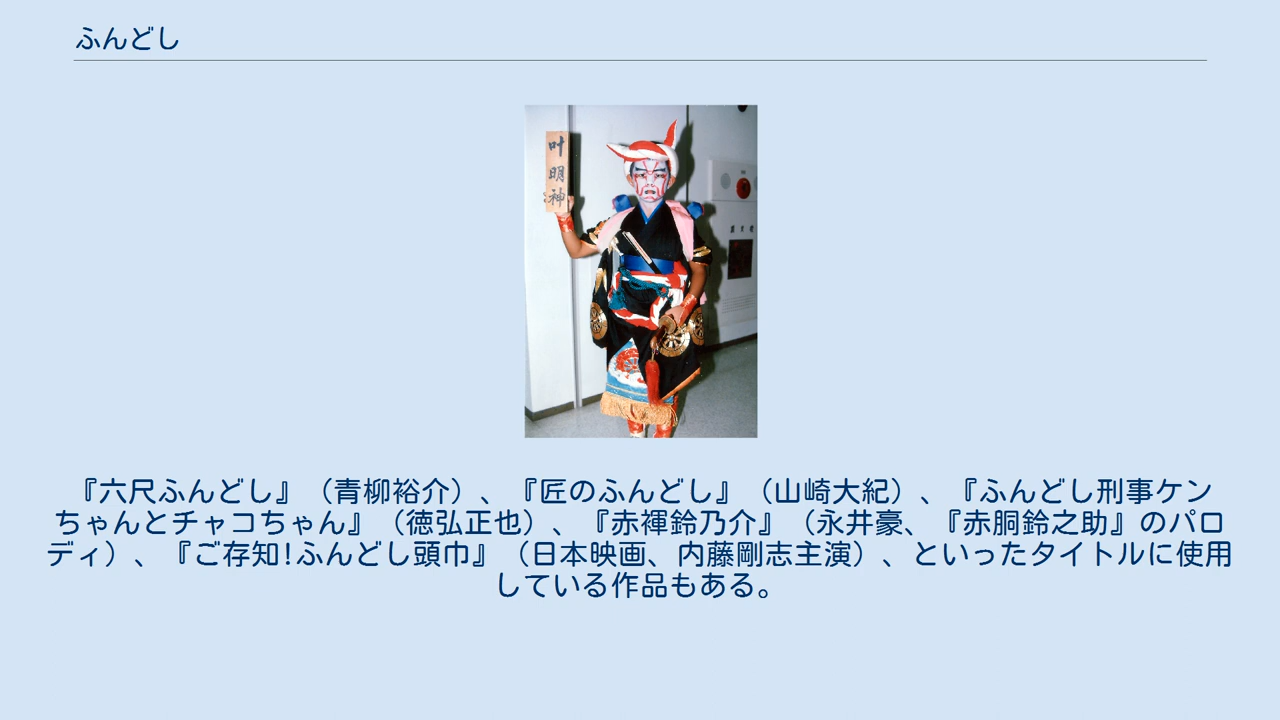 ふんどし
叶明神
『六尺ふんどし』（青柳裕介）、『匠のふんどし』（山崎大紀）、『ふんどし刑事ケン
ちゃんとチャコちゃん』（徳弘正也）、『赤褌鈴乃介』（永井豪、『赤胴鈴之助』のパロ
ディ）、『ご存知!ふんどし頭巾』（日本映画、内藤剛志主演）、といったタイトルに使用
している作品もある。